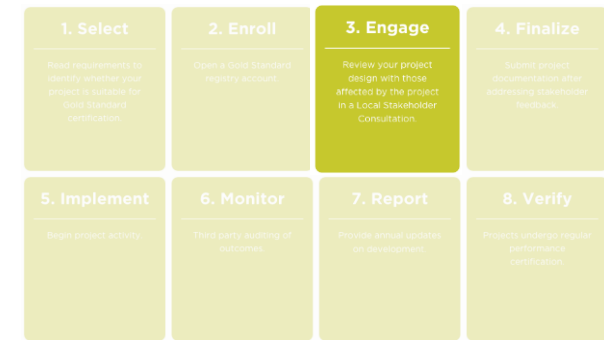 1. Select
2. Enroll
3. Engage
4. Finalize
Read requirements to
identify whether your
project is suitable for
Gold Standard
certification.
Open a Gold Standard
registry account.
Review your project
design with those
affected by the project
in a Local Stakeholder
Consultation.
Submit project
documentation after
addressing stakeholder
feedback.
5. Implement
6. Monitor
7. Report
8. Verify
Begin project activity.
Third party auditing of
outcomes.
Provide annual updates
on development.
Projects undergo regular
performance
certification.